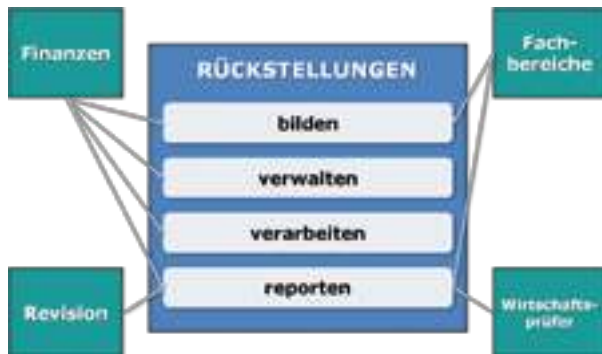 Finanzen
Fach-
bereiche
RÜCKSTELLUNGEN
bilden
verwalten
verarbeiten
reporten
Revision
Wirtschafts-
prüfer